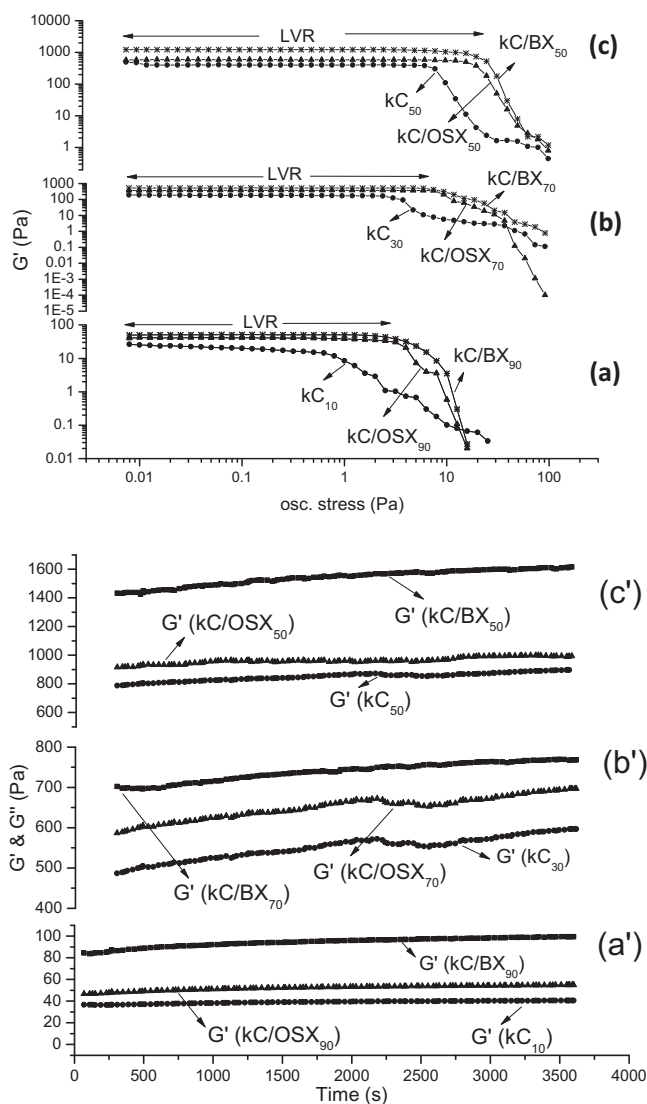 10000
1000
100
10
1
LVR
kC/BX50
kC50
kC/OSX50
(c)
1000
100
10
1
0.1
0.01
1E-3
1E-4
1E-5
LVR
kC/BX70
kC30
kC/OSX70
(b)
G' (Pa)
100
10
1
0.1
0.01
LVR
kC/BX90
kC10
kC/OSX90
(a)
0.01 0.1 1 10 100
osc. stress (Pa)
1600
1400
1200
1000
800
600
G' (kC/BX50)
G' (kC/OSX50)
G' (kC50)
(c')
800
700
600
500
400
G' (kC/BX70)
G' (kC/OSX70)
G' (kC30)
(b')
G' & G" (Pa)
100
80
60
40
20
0
G' (kC/BX90)
G' (kC/OSX90)
G' (kC10)
(a')
0 500 1000 1500 2000 2500 3000 3500 4000
Time (s)